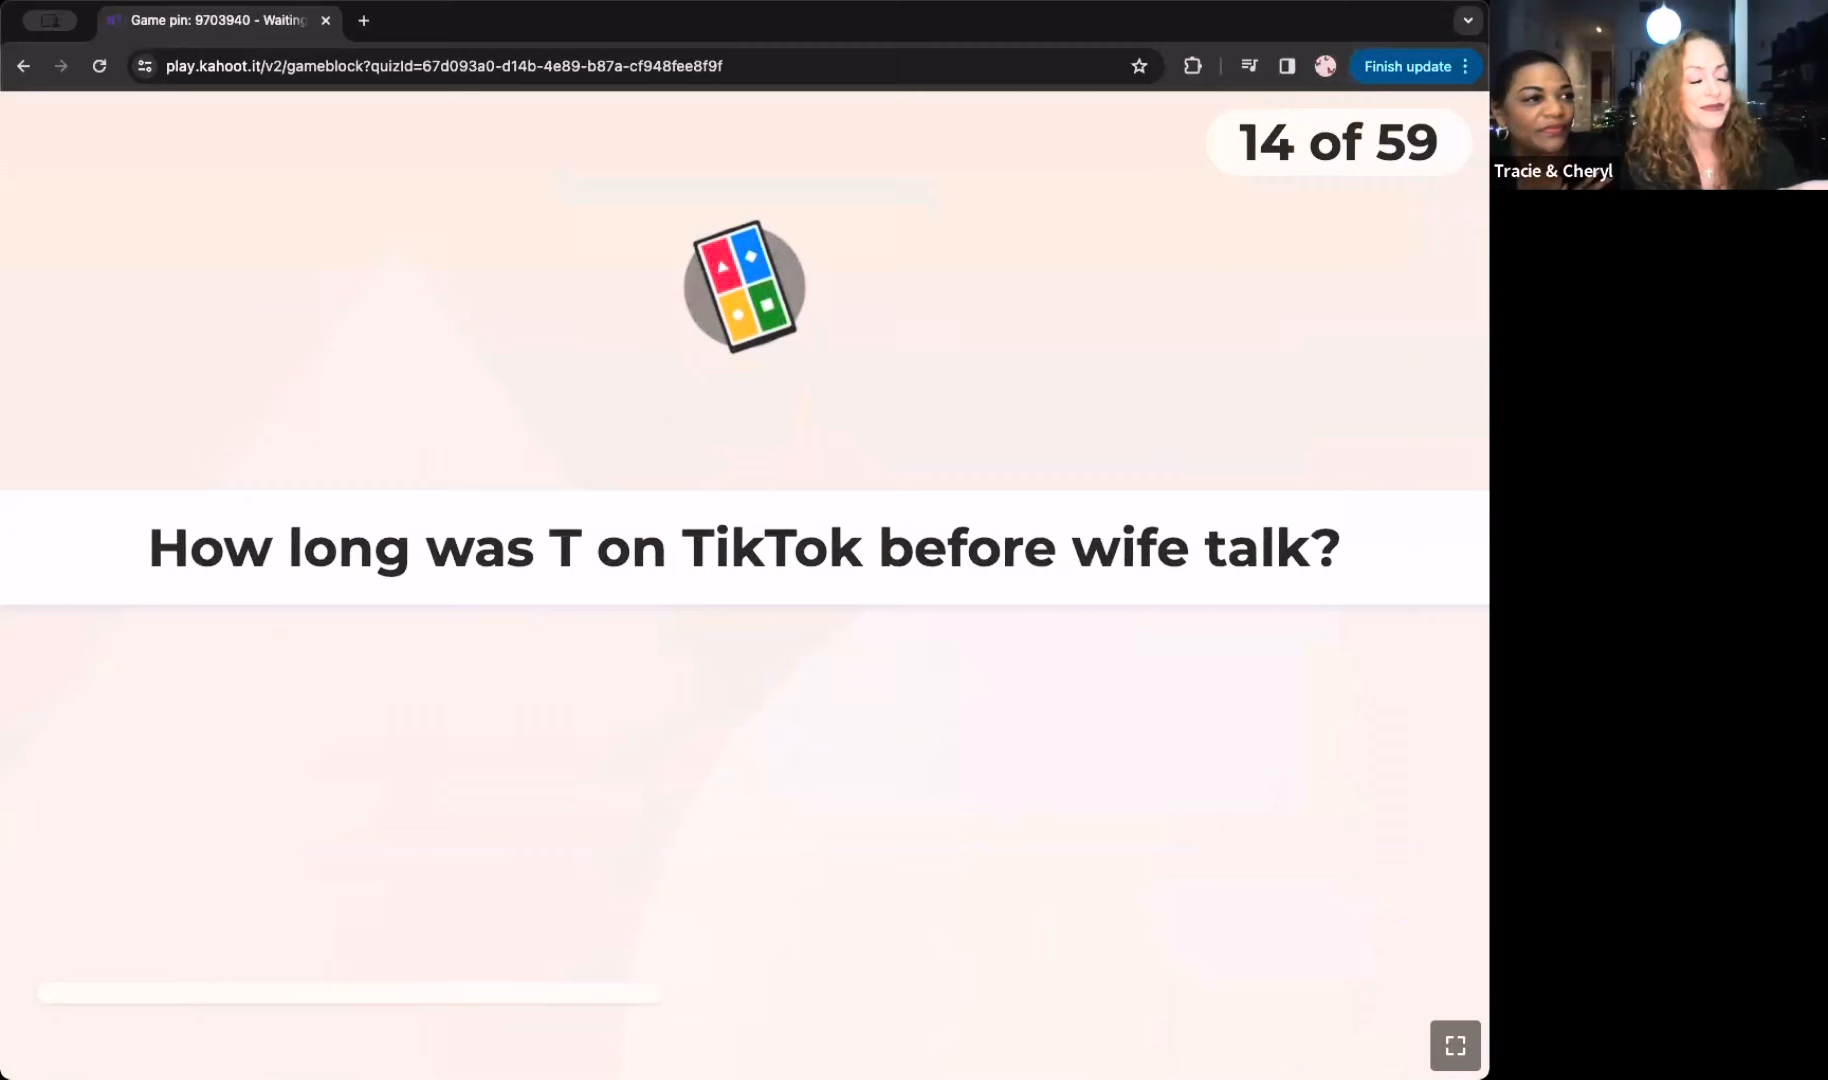 Game pin: 9703940 - Waiting
play.kahoot.it/v2/gameblock?quizId=67d093a0-d14b-4e89-b87a-cf948fee8f9f
Finish update
14 of 59
Tracie & Cheryl
How long was T on TikTok before wife talk?